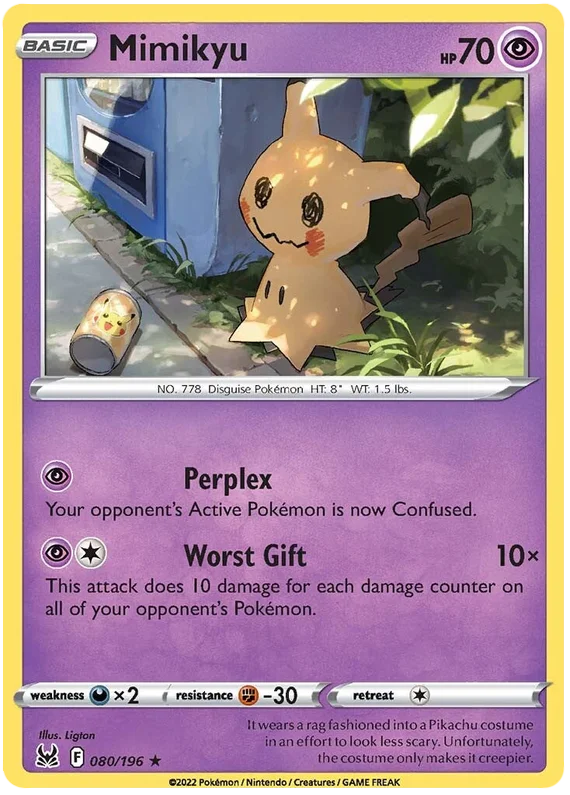 BASIC Mimikyu HP 70
NO. 778 Disguise Pokémon HT: 8" WT: 1.5 lbs.
Perplex
Your opponent's Active Pokémon is now Confused.
Worst Gift 10×
This attack does 10 damage for each damage counter on
all of your opponent's Pokémon.
weakness ×2 resistance -30 retreat
Illus. Ligton
F 080/196 ★
It wears a rag fashioned into a Pikachu costume
in an effort to look less scary. Unfortunately,
the costume only makes it creepier.
©2022 Pokémon / Nintendo / Creatures / GAME FREAK